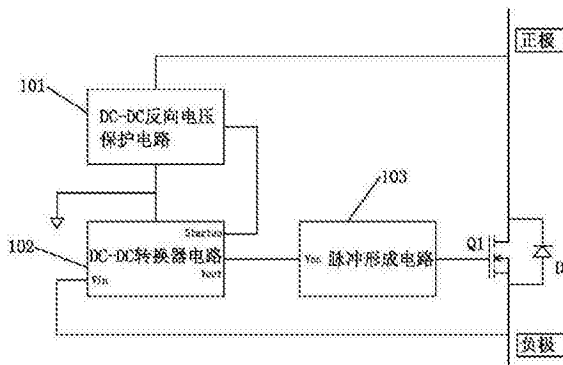 正极
101
DC-DC反向电压
保护电路
103
102
Startup
DC-DC转换器电路
Vin
Vout
Vcc 脉冲形成电路
Q1
D
负极